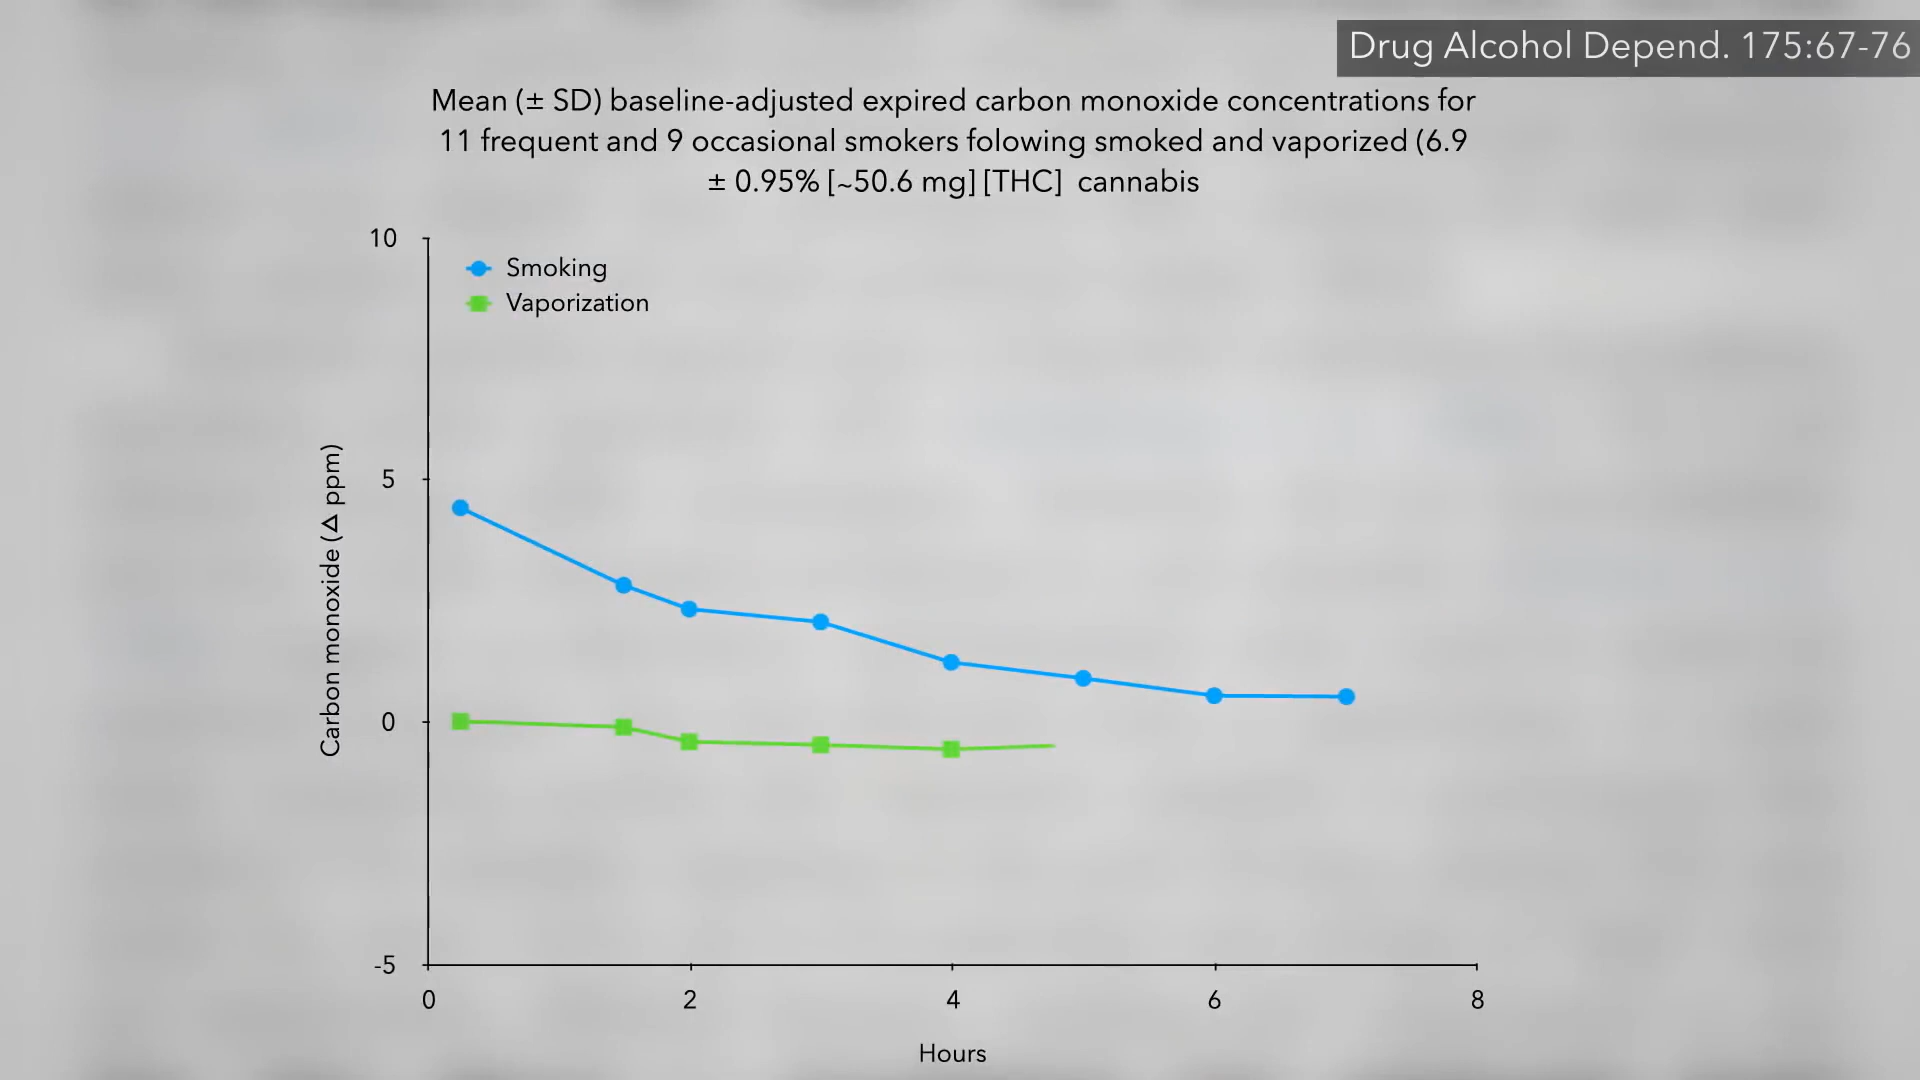 Drug Alcohol Depend. 175:67-76
Mean (± SD) baseline-adjusted expired carbon monoxide concentrations for
11 frequent and 9 occasional smokers folowing smoked and vaporized (6.9
± 0.95% [~50.6 mg] [THC] cannabis
10
Smoking
Vaporization
5
Carbon monoxide (Δ ppm)
0
-5
0 2 4 6 8
Hours